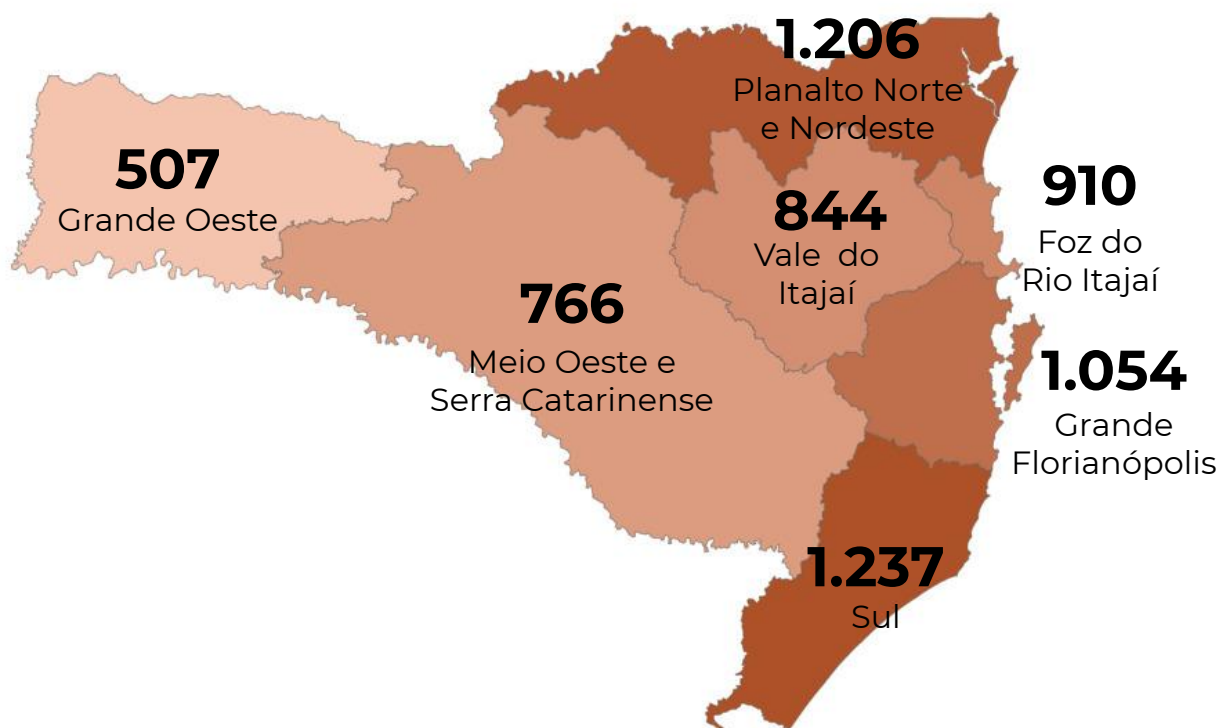 1.206
Planalto Norte
e Nordeste
507
Grande Oeste
844
Vale do
Itajaí
910
Foz do
Rio Itajaí
766
Meio Oeste e
Serra Catarinense
1.054
Grande
Florianópolis
1.237
Sul